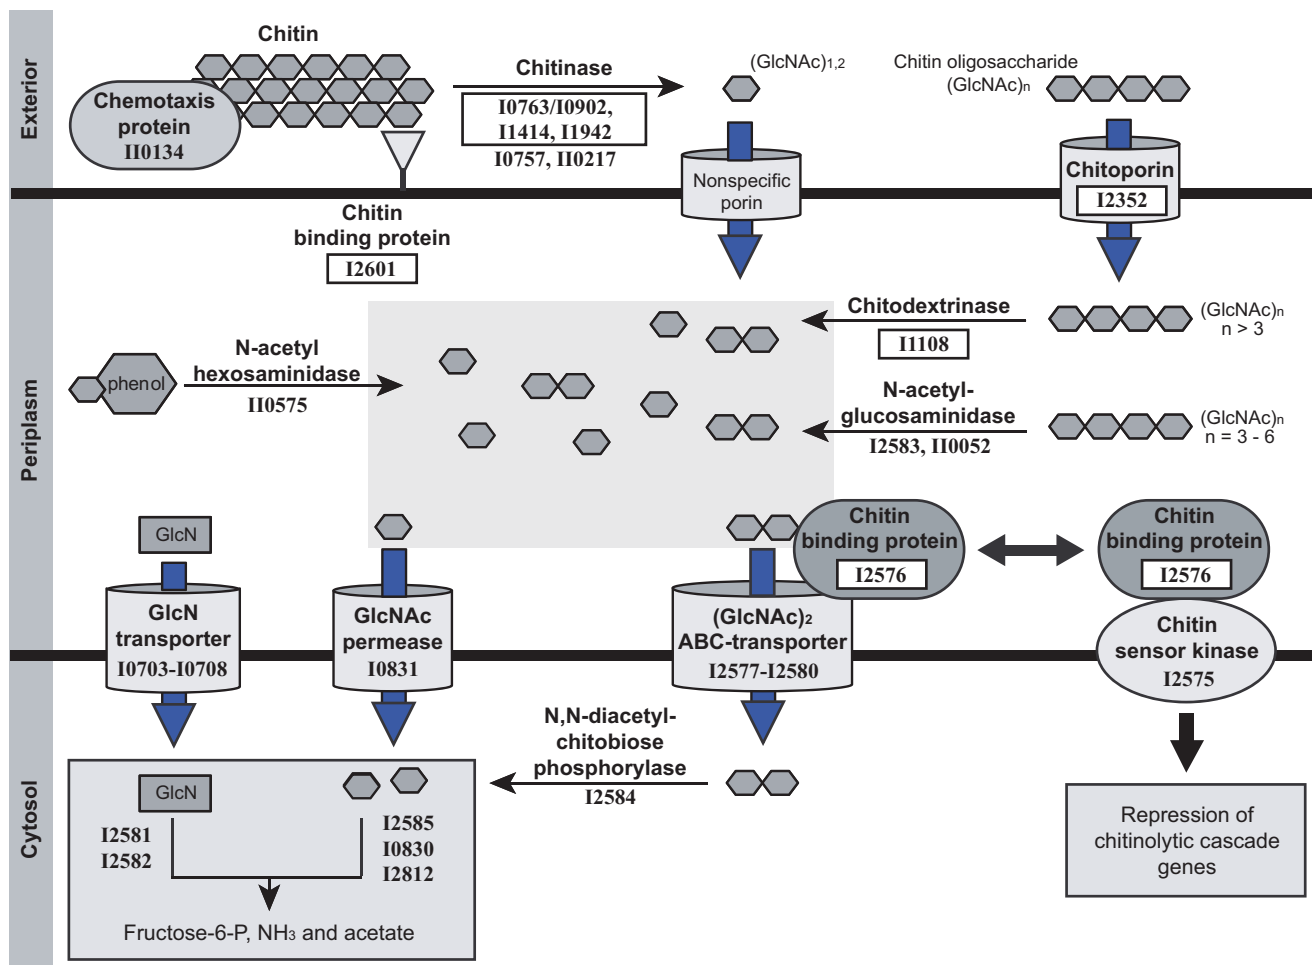 Exterior
Chitin
Chemotaxis
protein
II0134
Chitinase
I0763/I0902,
I1414, I1942
I0757, II0217
(GlcNAc)1,2
Nonspecific
porin
Chitin oligosaccharide
(GlcNAc)n
Chitoporin
I2352
Chitin
binding protein
I2601
Periplasm
phenol
N-acetyl
hexosaminidase
II0575
Chitodextrinase
I1108
(GlcNAc)n
n > 3
N-acetyl-
glucosaminidase
I2583, II0052
(GlcNAc)n
n = 3 - 6
GlcN
GlcN
transporter
I0703-I0708
GlcNAc
permease
I0831
(GlcNAc)2
ABC-transporter
I2577-I2580
Chitin
binding protein
I2576
Chitin
binding protein
I2576
Chitin
sensor kinase
I2575
Cytosol
N,N-diacetyl-
chitobiose
phosphorylase
I2584
GlcN
I2581
I2582
I2585
I0830
I2812
Fructose-6-P, NH3 and acetate
Repression of
chitinolytic cascade
genes